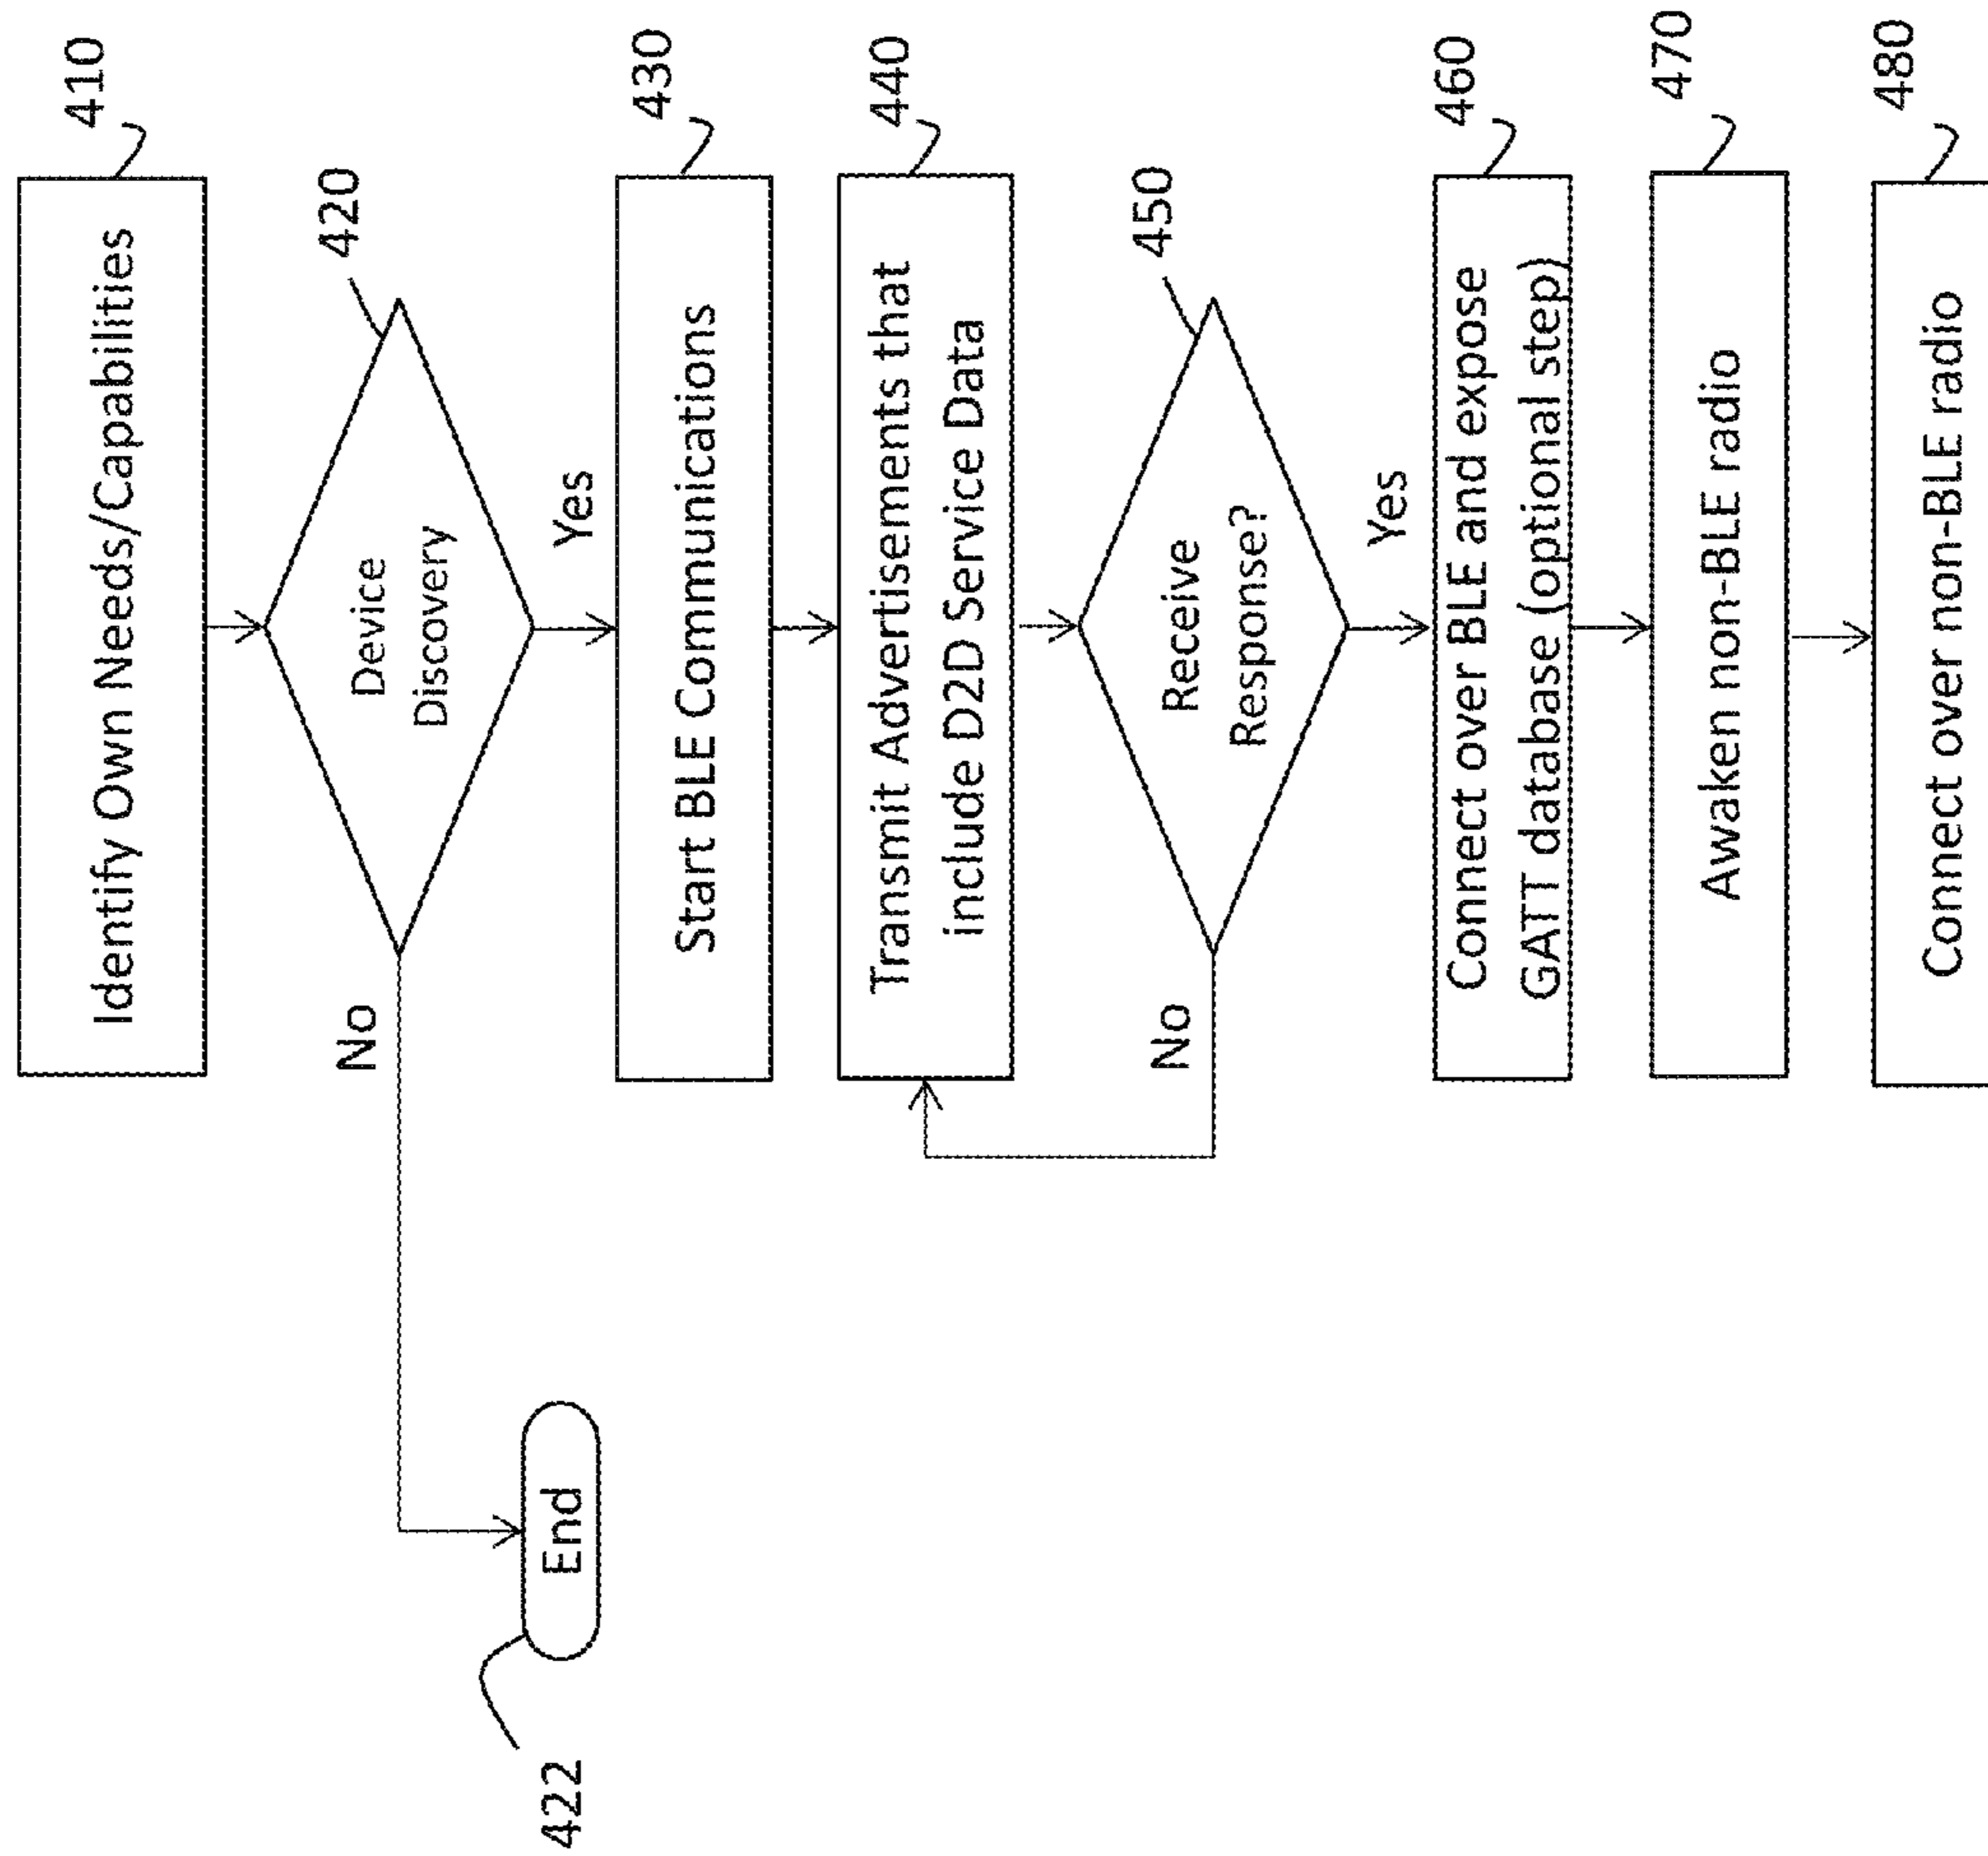 Identify Own Needs/Capabilities
410
Device
Discovery
420
No
Yes
End
422
Start BLE Communications
430
Transmit Advertisements that
include D2D Service Data
440
Receive
Response?
450
No
Yes
Connect over BLE and expose
GATT database (optional step)
460
Awaken non-BLE radio
470
Connect over non-BLE radio
480